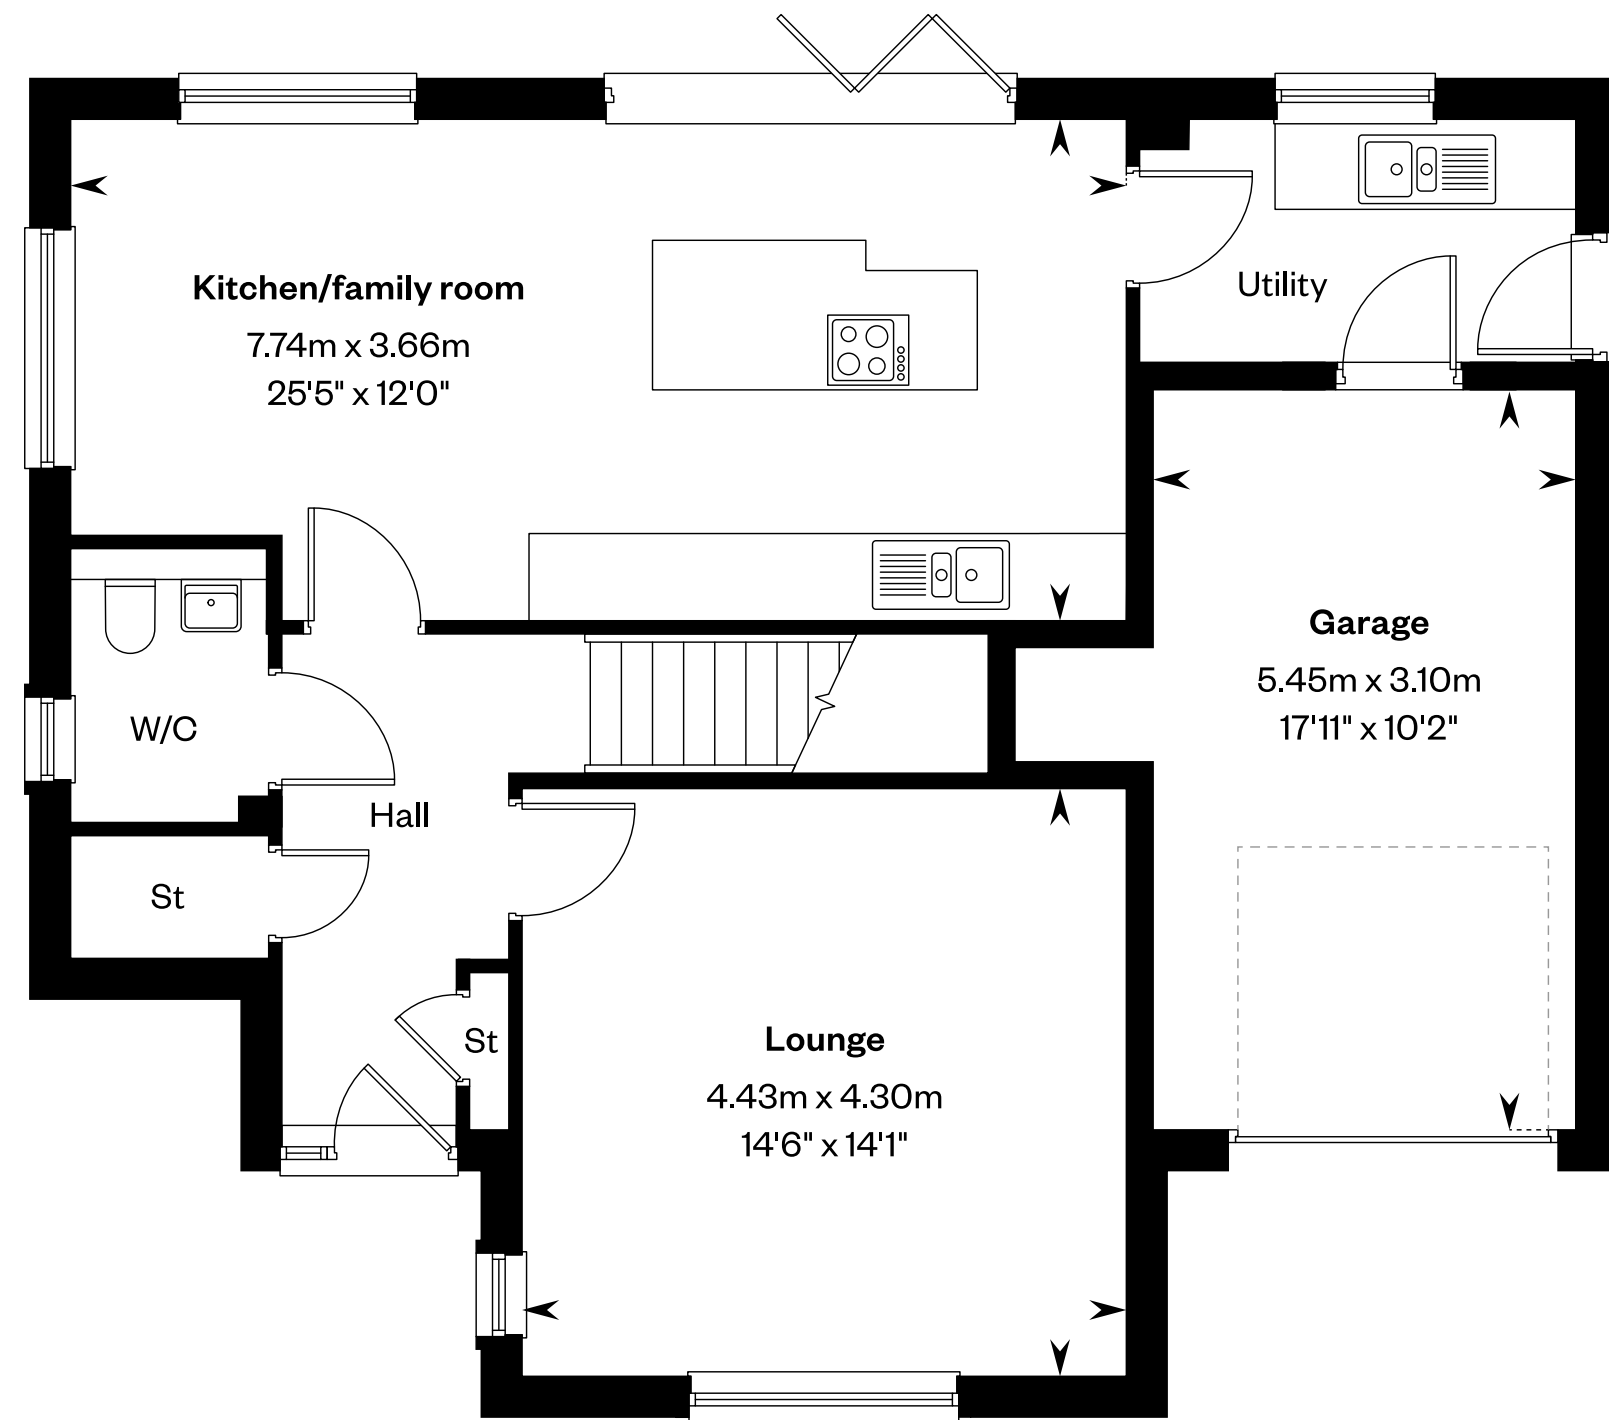 Kitchen/family room
7.74m x 3.66m
25'5" x 12'0"
Utility
Garage
5.45m x 3.10m
17'11" x 10'2"
W/C
Hall
St
St
Lounge
4.43m x 4.30m
14'6" x 14'1"